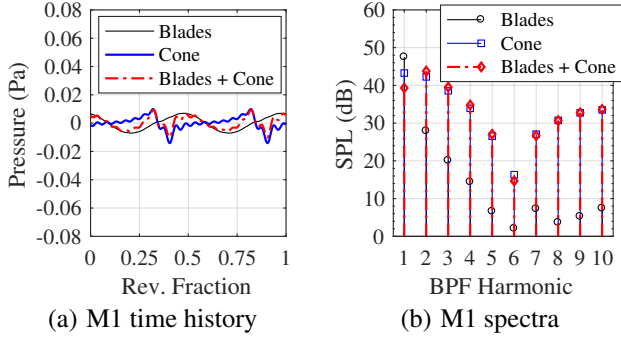 0.08
0.06
0.04
0.02
0
-0.02
-0.04
-0.06
-0.08
Pressure (Pa)
Blades
Cone
Blades + Cone
0 0.25 0.5 0.75 1
Rev. Fraction
(a) M1 time history
60
50
40
30
20
10
0
SPL (dB)
Blades
Cone
Blades + Cone
1 2 3 4 5 6 7 8 9 10
BPF Harmonic
(b) M1 spectra